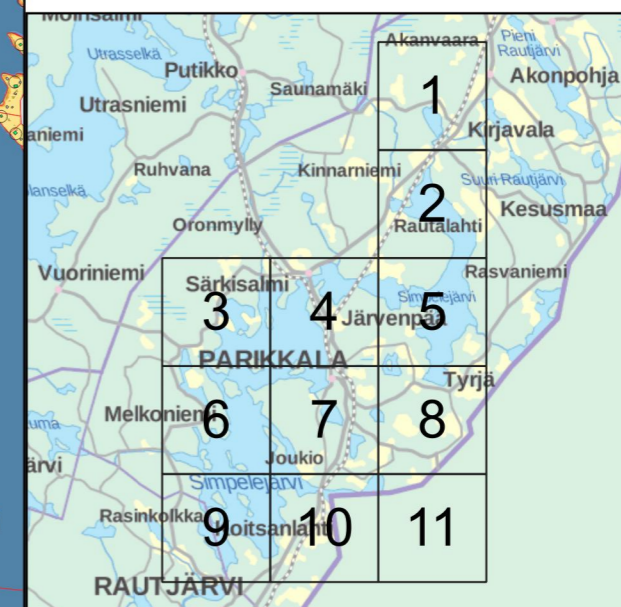 Akanvaara
Pieni
Rautjärvi
Utrasselkä
Putikko
Akonpohja
Saunamäki
1
Utrasniemi
Kirjavala
aniemi
Ruhvana
Kinnarniemi
Suuri-Rautjärvi
2
Kesusmaa
Oronmylly
Rautalahti
Vuoriniemi
Rasvaniemi
Särkisalmi
Simpelejärvi
3
4
5
Järvenpää
PARIKKALA
Tyrjä
Melkoniemi
6
7
8
ärvi
Joukio
Simpelejärvi
Rasinkolkka
9
10
11
RAUTJÄRVI